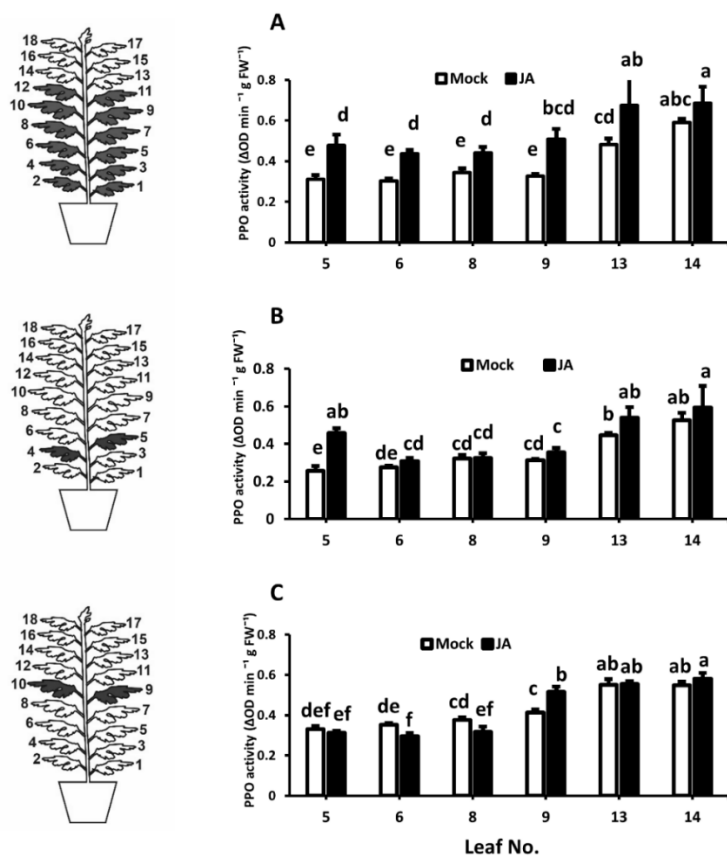 A
18 17
16 15
14 13
12 11
10 9
8 7
6 5
4 3
2 1
PPO activity (ΔOD min ⁻¹ g FW⁻¹)
0.8
0.6
0.4
0.2
0
Mock JA
e d e d e d e bcd cd ab abc a
5 6 8 9 13 14
B
18 17
16 15
14 13
12 11
10 9
8 7
6 5
4 3
2 1
PPO activity (ΔOD min ⁻¹ g FW⁻¹)
0.8
0.6
0.4
0.2
0
Mock JA
e ab de cd cd cd cd c b ab ab a
5 6 8 9 13 14
C
18 17
16 15
14 13
12 11
10 9
8 7
6 5
4 3
2 1
PPO activity (ΔOD min ⁻¹ g FW⁻¹)
0.8
0.6
0.4
0.2
0
Mock JA
def ef de f cd ef c b ab ab ab a
5 6 8 9 13 14
Leaf No.